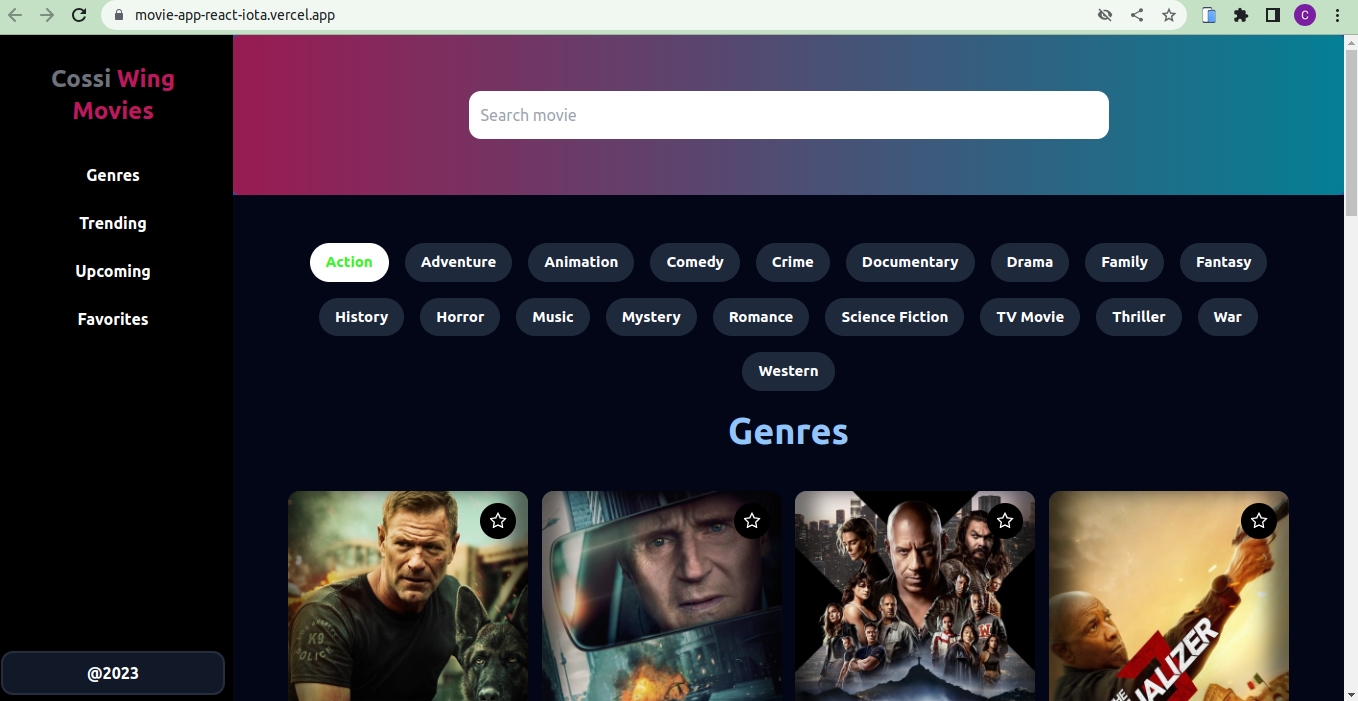 movie-app-react-iota.vercel.app
C
Cossi Wing
Movies
Genres
Trending
Upcoming
Favorites
@2023
Search movie
Action Adventure Animation Comedy Crime Documentary Drama Family Fantasy
History Horror Music Mystery Romance Science Fiction TV Movie Thriller War
Western
Genres
K9
POLICE
W
THE